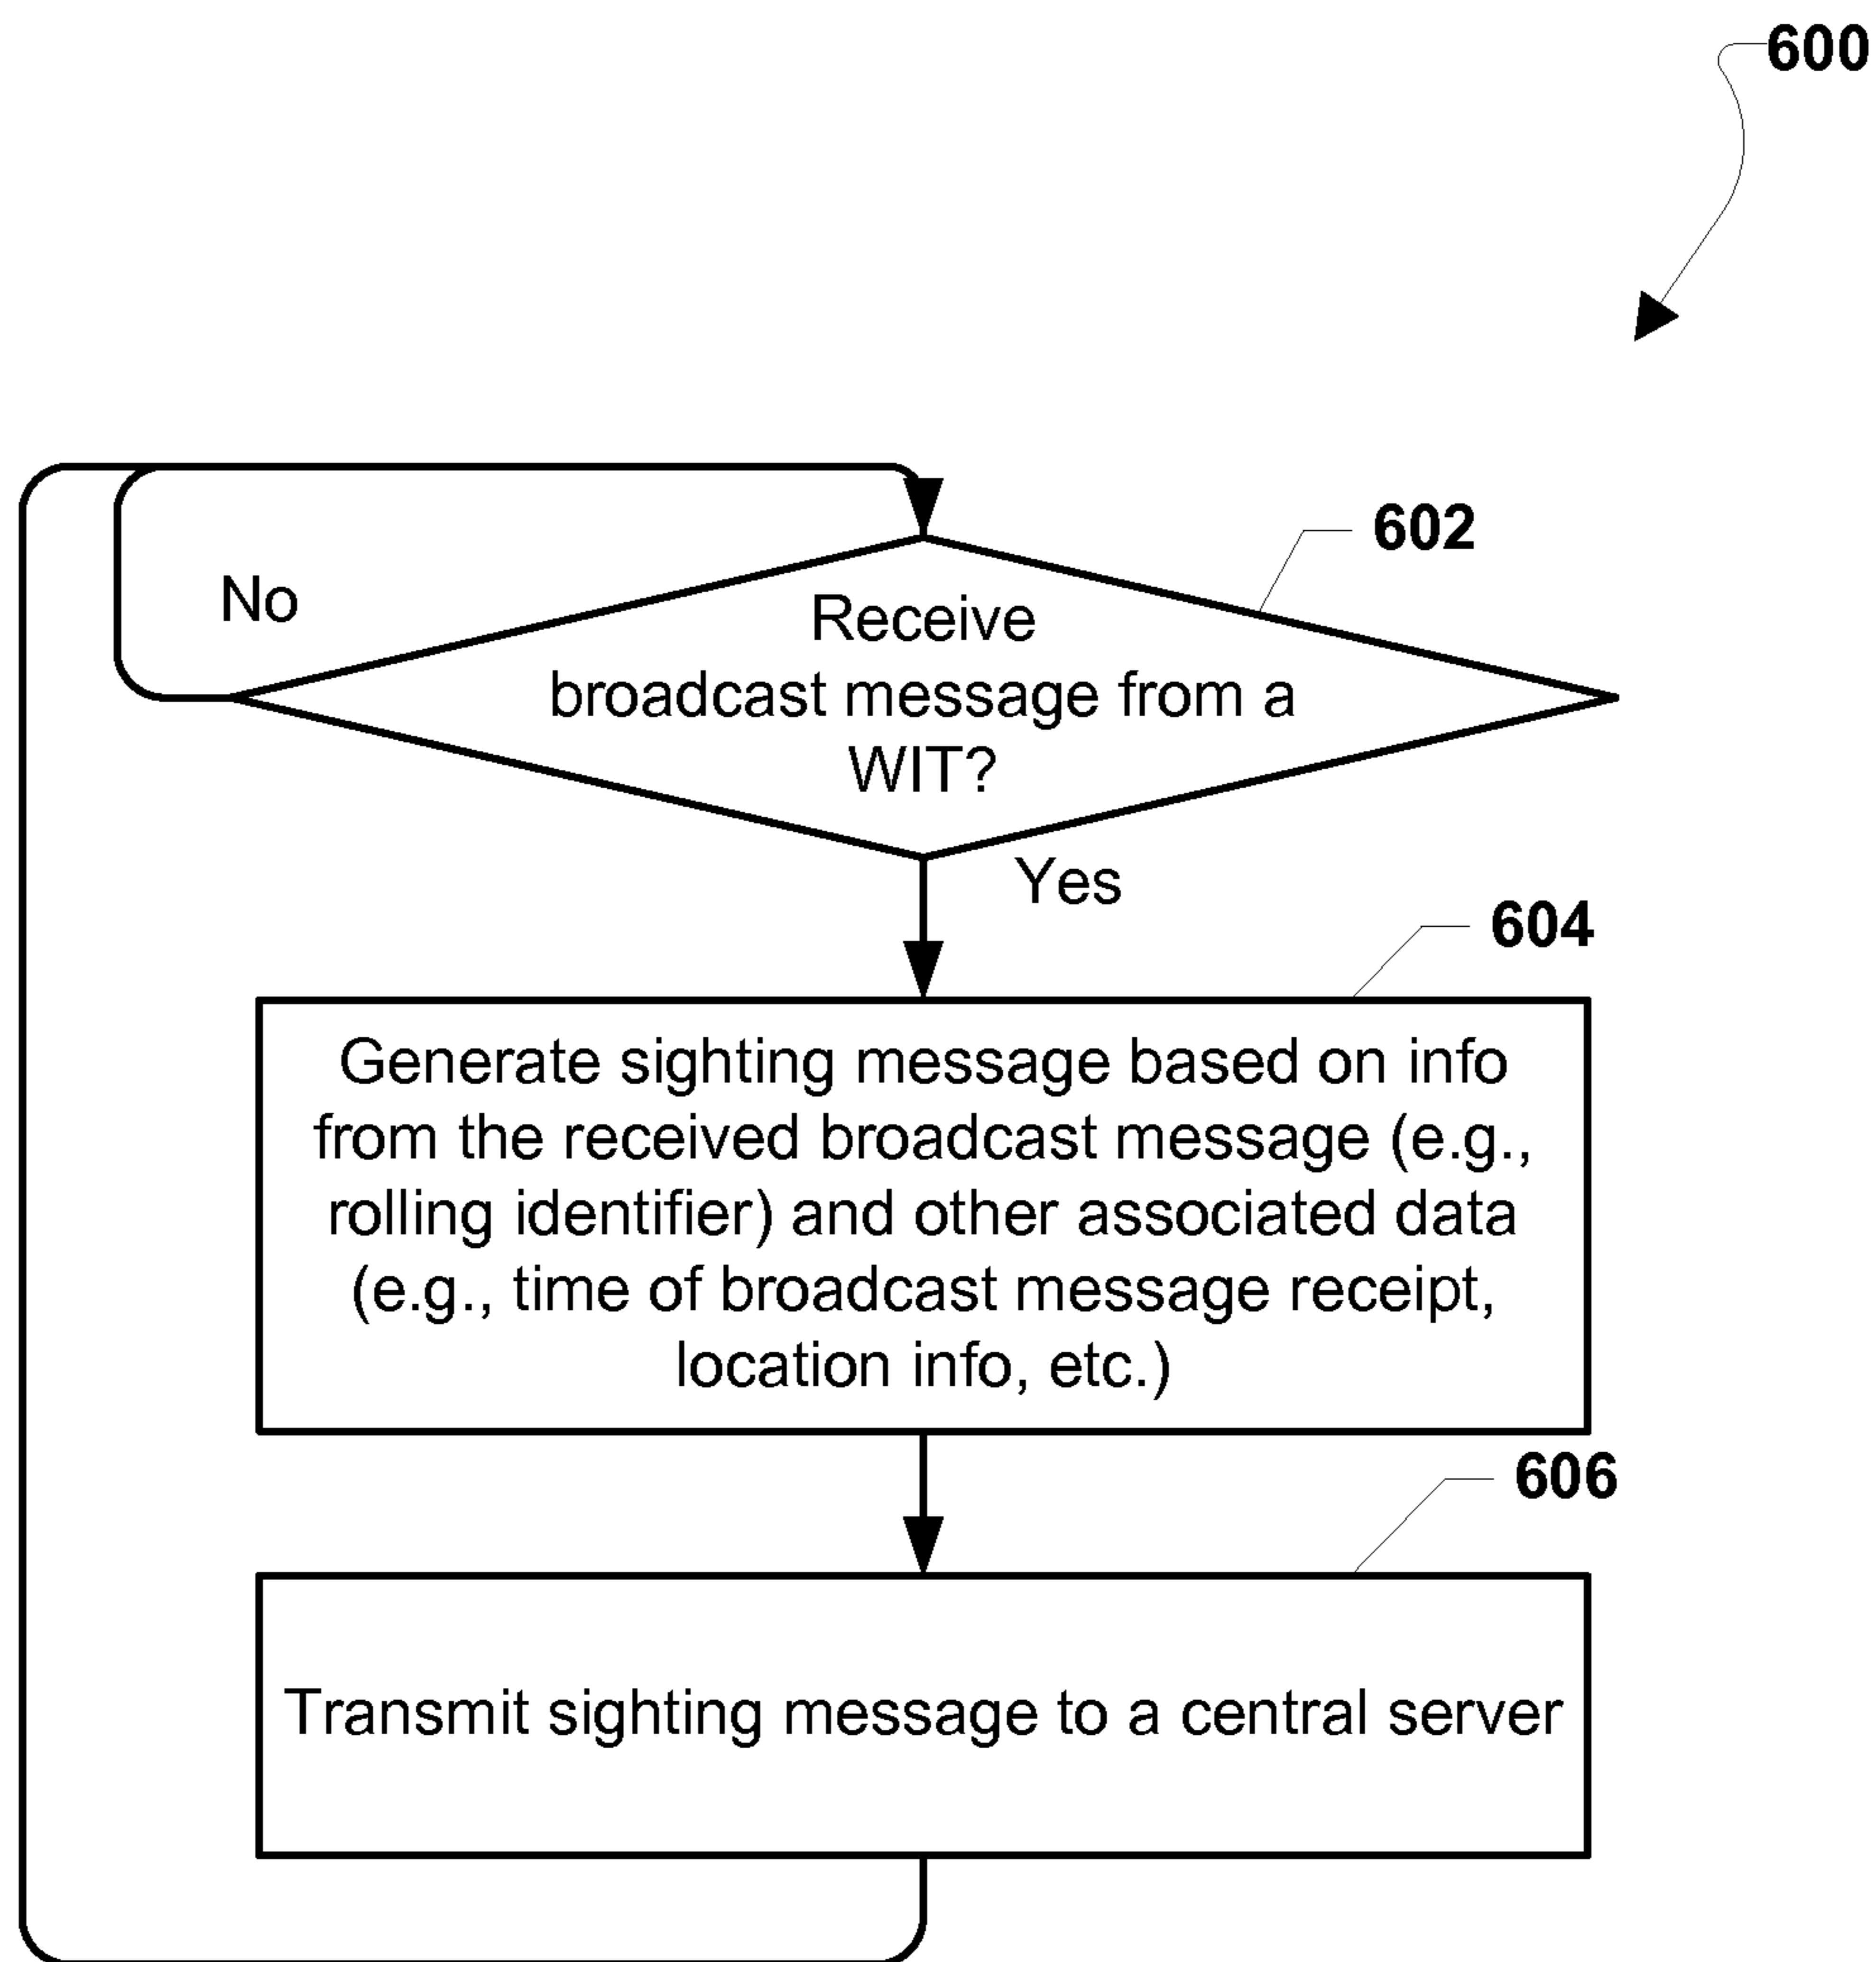 600
602
No
Receive
broadcast message from a
WIT?
Yes
604
Generate sighting message based on info
from the received broadcast message (e.g.,
rolling identifier) and other associated data
(e.g., time of broadcast message receipt,
location info, etc.)
606
Transmit sighting message to a central server